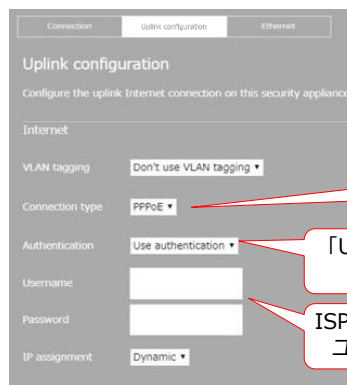 Connection Uplink configuration Ethernet
Uplink configuration
Configure the uplink Internet connection on this security appliance
Internet
VLAN tagging Don't use VLAN tagging
Connection type PPPoE
Authentication Use authentication
「U
Username
ISP
Password
コ
IP assignment Dynamic